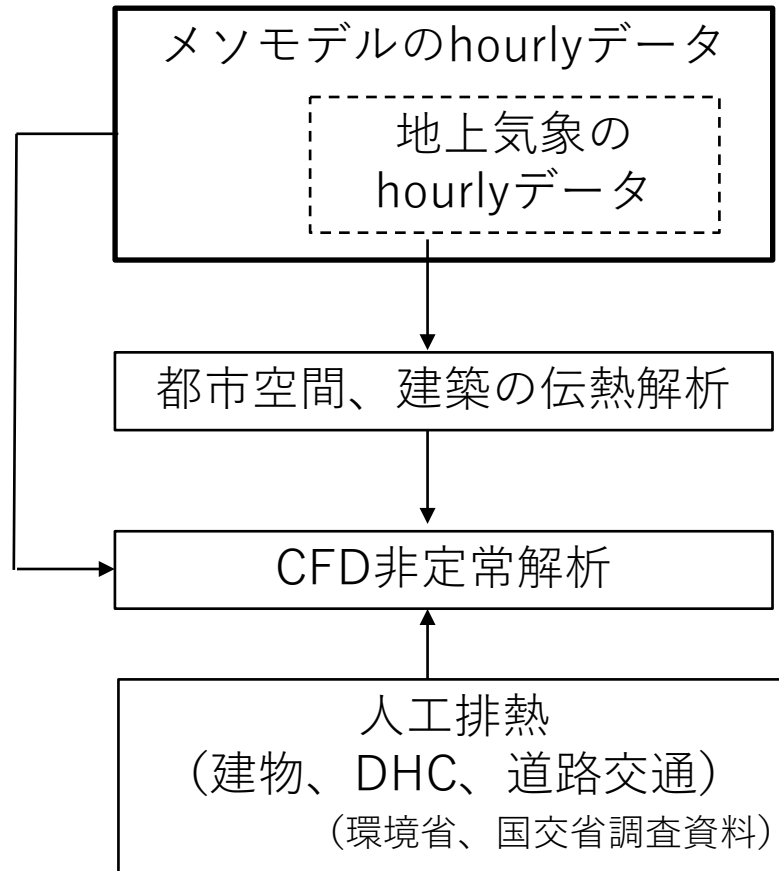 メソモデルのhourlyデータ
地上気象の
hourlyデータ
都市空間、建築の伝熱解析
CFD非定常解析
人工排熱
（建物、DHC、道路交通）
（環境省、国交省調査資料）